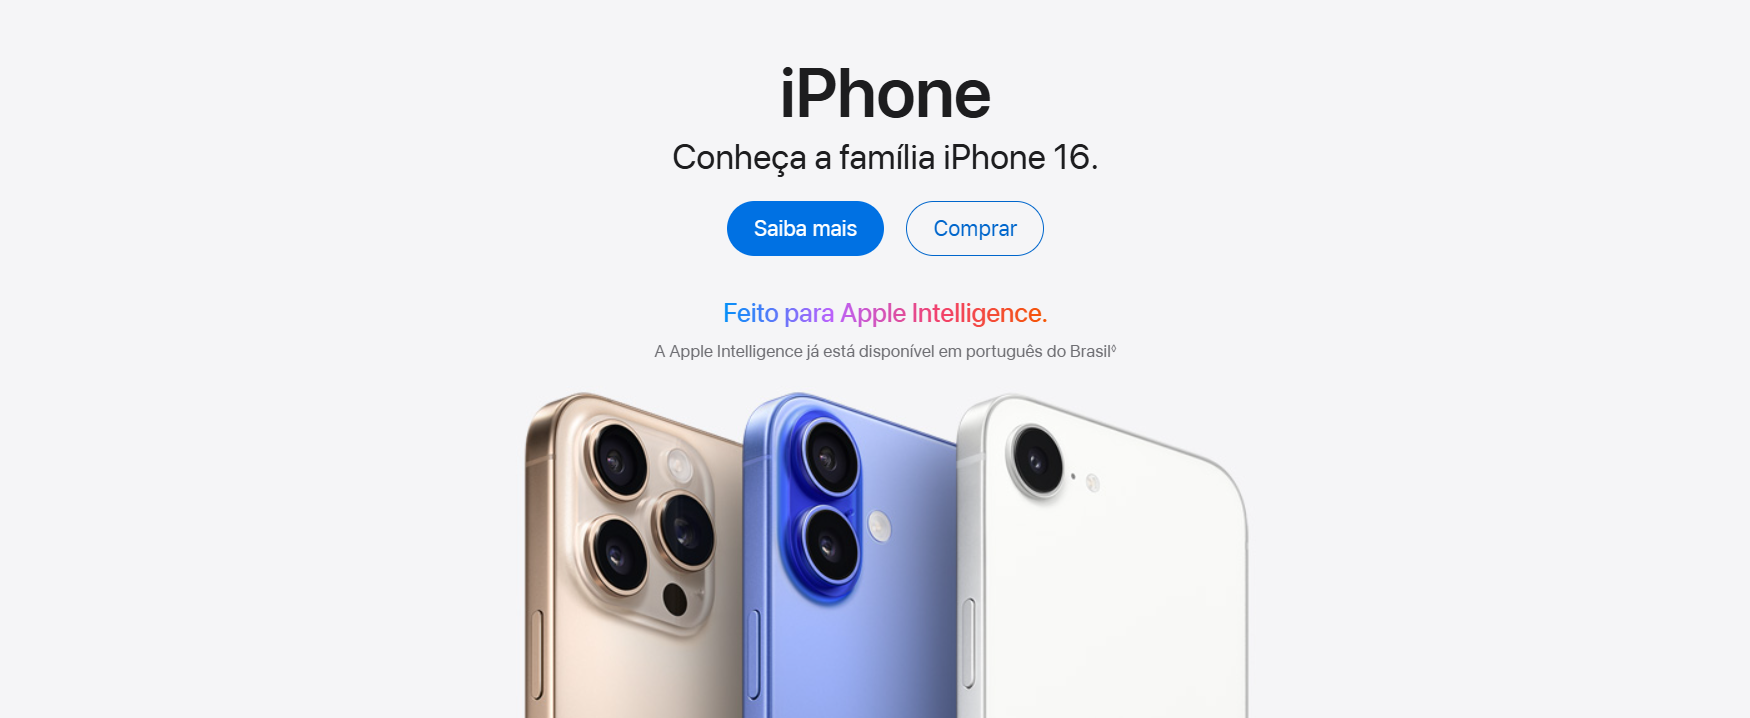 iPhone
Conheça a família iPhone 16.
Saiba mais
Comprar
Feito para Apple Intelligence.
A Apple Intelligence já está disponível em português do Brasil◊